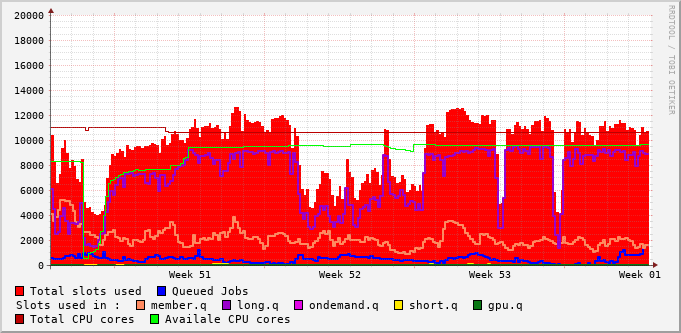 20000
18000
16000
14000
12000
10000
8000
6000
4000
2000
0
Week 51 Week 52 Week 53 Week 01
Total slots used Queued Jobs
Slots used in : member.q long.q ondemand.q short.q gpu.q
Total CPU cores Availale CPU cores
RRDTOOL / TOBI OETIKER